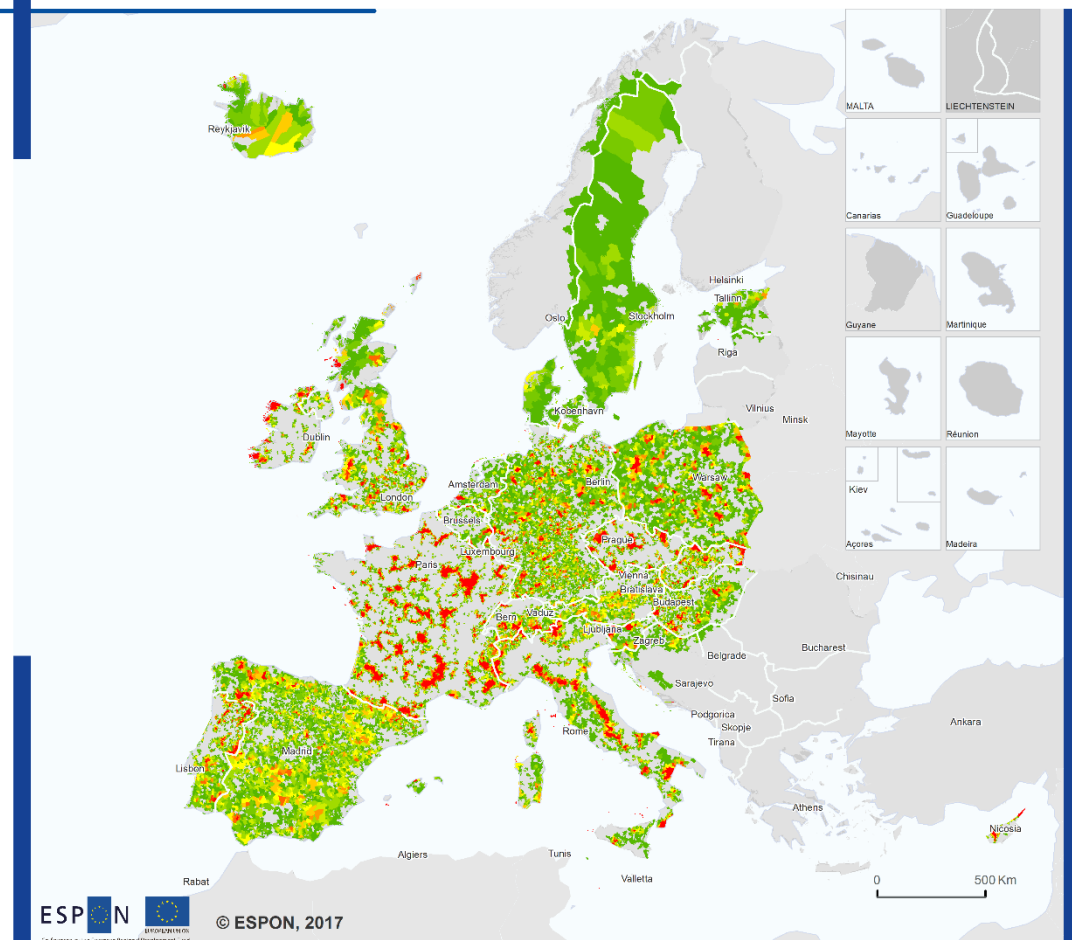 MALTA
LIECHTENSTEIN
Reykjavík
Canarias
Guadeloupe
Helsinki
Tallinn
Oslo
Stockholm
Guyane
Martinique
Riga
København
Vilnius
Minsk
Mayotte
Réunion
Dublin
Amsterdam
Berlin
Warsaw
London
Kiev
Brussels
Prague
Açores
Madeira
Luxembourg
Paris
Vienna
Chisinau
Bratislava
Budapest
Bern
Vaduz
Ljubljana
Zagreb
Belgrade
Bucharest
Sarajevo
Sofia
Podgorica
Skopje
Ankara
Rome
Tirana
Madrid
Lisbon
Athens
Nicosia
Algiers
Tunis
Valletta
Rabat
0 500 Km
ESPON
EUROPEAN UNION
© ESPON, 2017